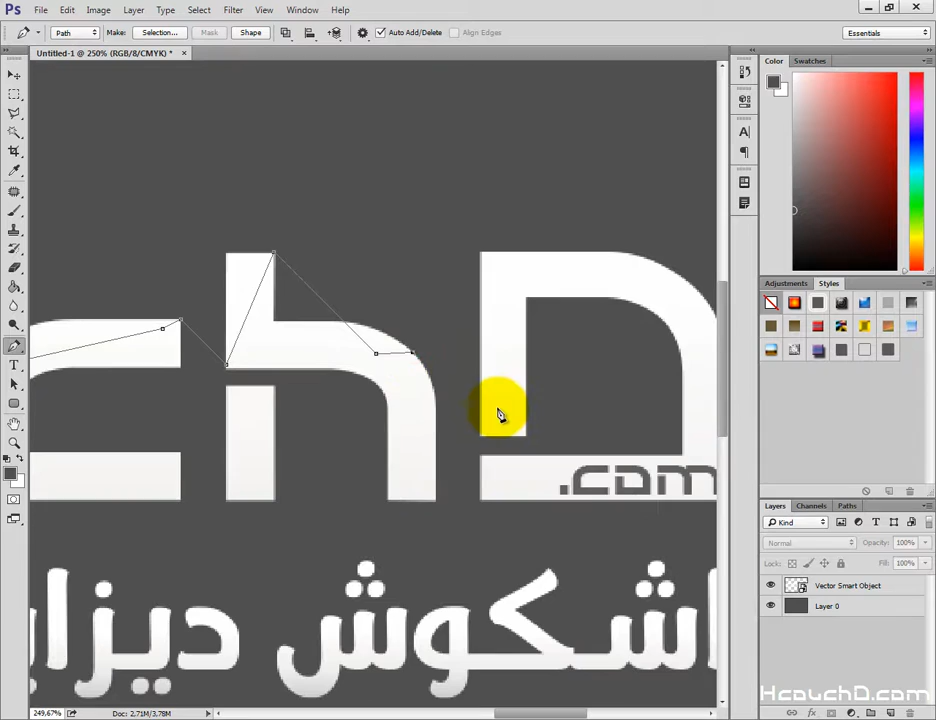 Ps File Edit Image Layer Type Select Filter View Window Help
Path Make: Selection... Mask Shape Auto Add/Delete Align Edges Essentials
Untitled-1 @ 250% (RGB/8/CMYK) * ×
Color Swatches
chD
.com
اشكوش ديزاي
Adjustments Styles
Layers Channels Paths
Kind
Normal Opacity: 100%
Lock: Fill: 100%
Vector Smart Object
Layer 0
HcouchD.com
249,67% Doc: 2,71M/3,78M